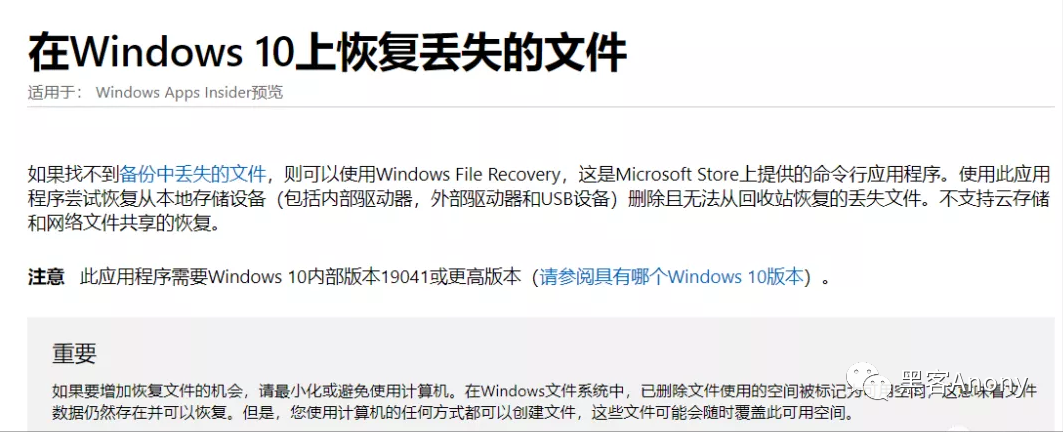 在Windows 10上恢复丢失的文件
适用于： Windows Apps Insider预览
如果找不到备份中丢失的文件，则可以使用Windows File Recovery，这是Microsoft Store上提供的命令行应用程序。使用此应用
程序尝试恢复从本地存储设备（包括内部驱动器，外部驱动器和USB设备）删除且无法从回收站恢复的丢失文件。不支持云存储
和网络文件共享的恢复。
注意 此应用程序需要Windows 10内部版本19041或更高版本（请参阅具有哪个Windows 10版本）。
重要
如果要增加恢复文件的机会，请最小化或避免使用计算机。在Windows文件系统中，已删除文件使用的空间被标记为可用空间，这意味着文件
数据仍然存在并可以恢复。但是，您使用计算机的任何方式都可以创建文件，这些文件可能会随时覆盖此可用空间。
黑客Anony